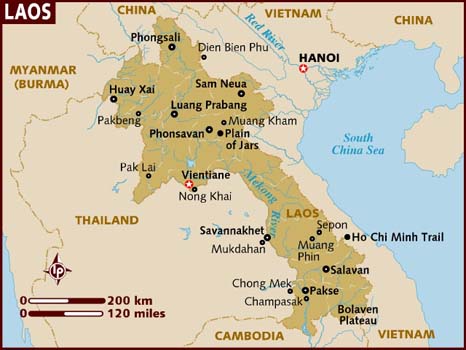 LAOS
CHINA
VIETNAM
CHINA
Phongsali
Dien Bien Phu
Red River
HANOI
MYANMAR
(BURMA)
Huay Xai
Sam Neua
Pakbeng
Luang Prabang
Muang Kham
Phonsavan
Plain
of Jars
South
China Sea
Pak Lai
Vientiane
Nong Khai
Mekong River
THAILAND
LAOS
Savannakhet
Sepon
Mukdahan
Muang
Phin
Ho Chi Minh Trail
Salavan
Chong Mek
Pakse
Champasak
Bolaven
Plateau
LP
200 km
120 miles
CAMBODIA
VIETNAM